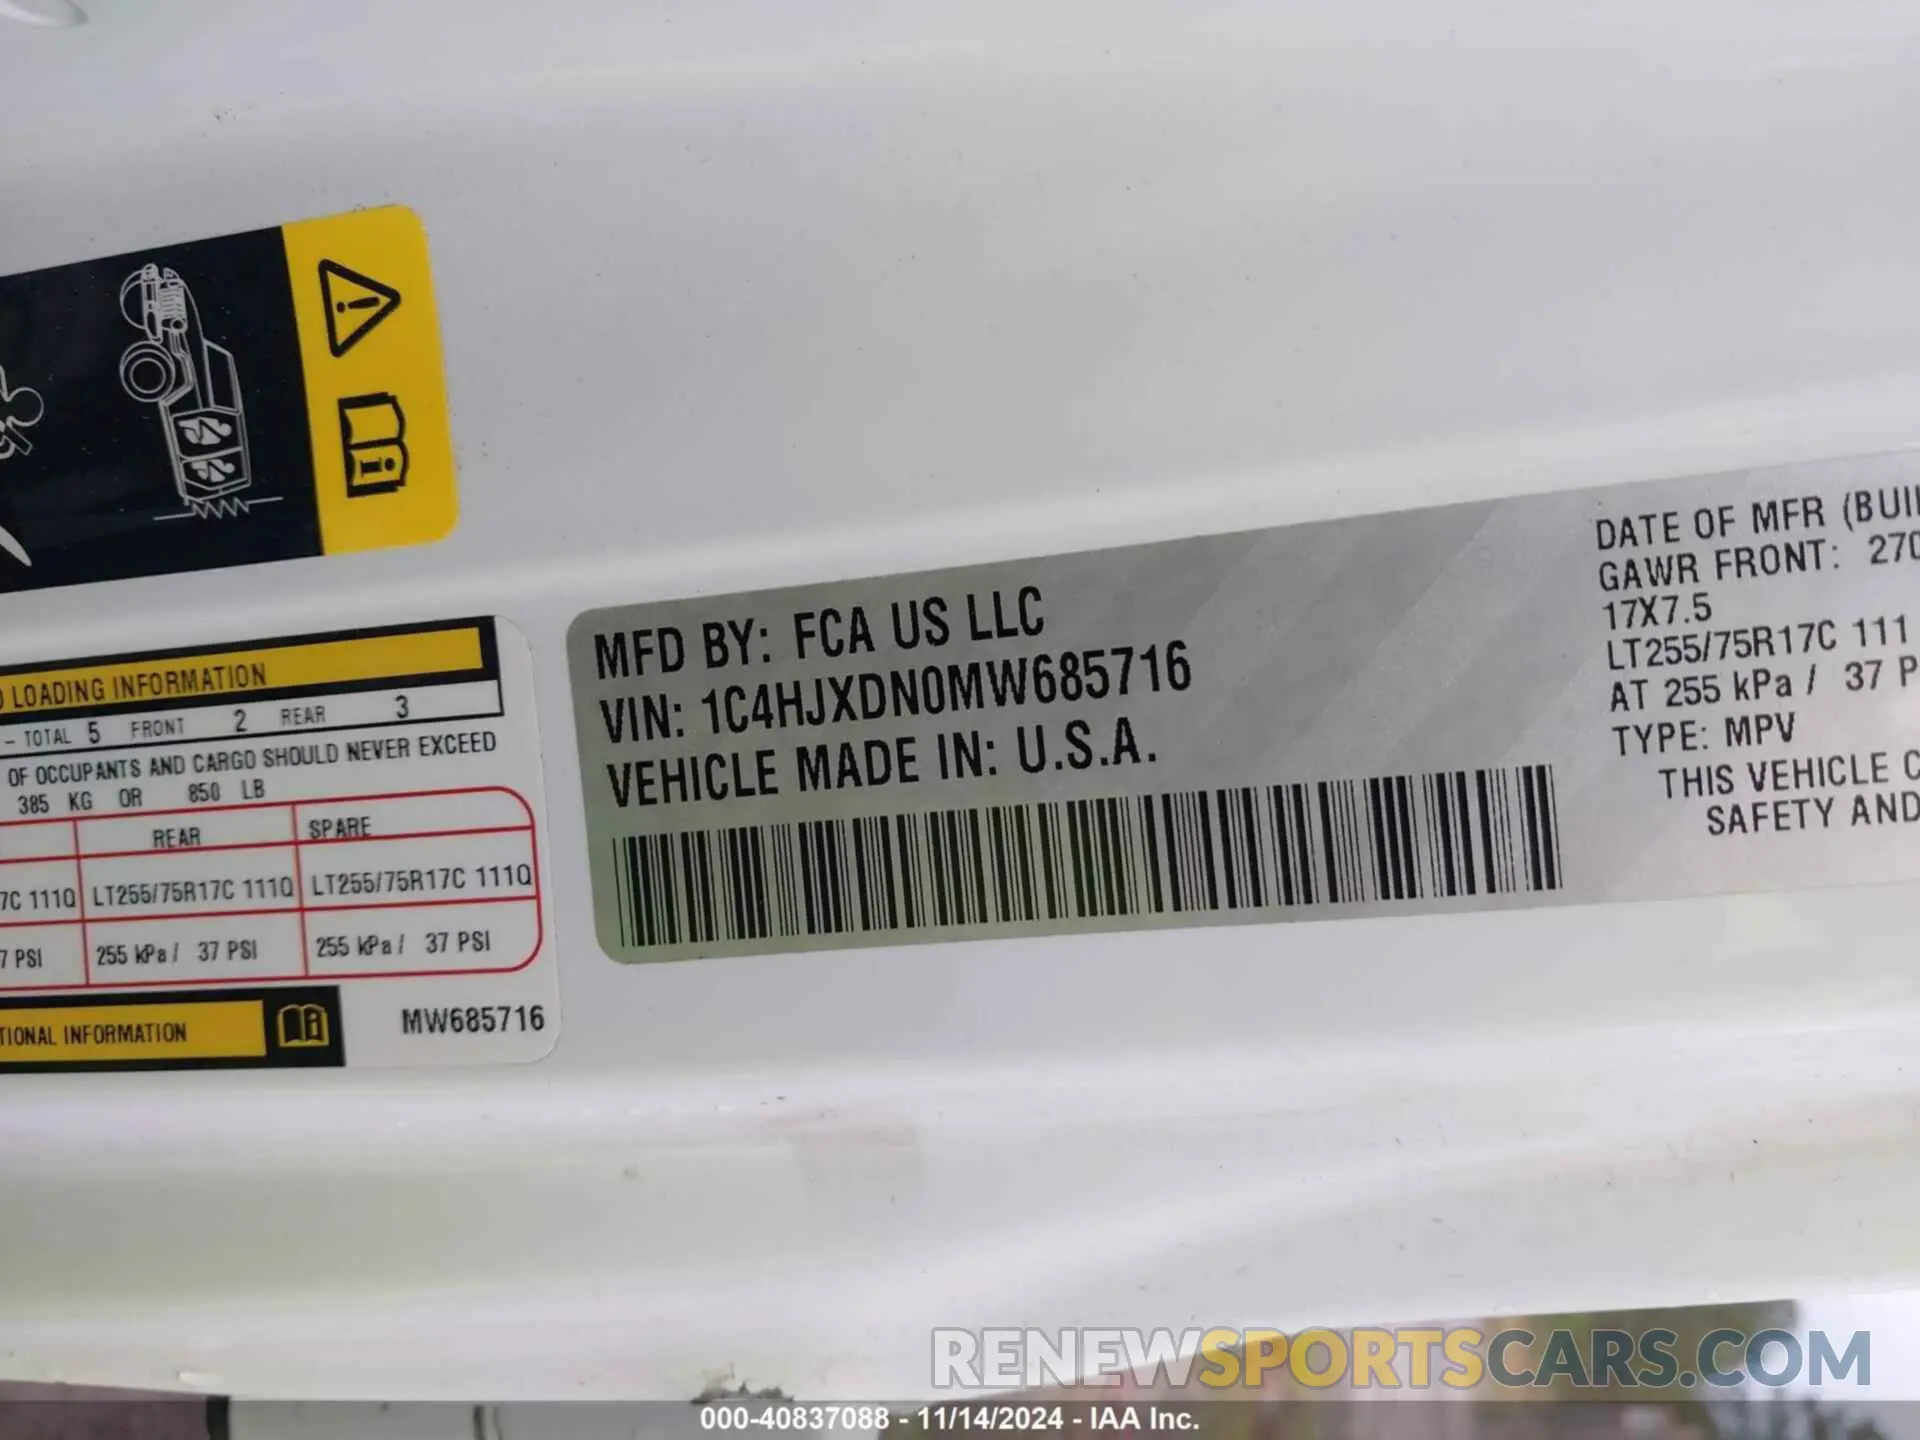 LOADING INFORMATION
- TOTAL 5 FRONT 2 REAR 3
OF OCCUPANTS AND CARGO SHOULD NEVER EXCEED
385 KG OR 850 LB
REAR SPARE
7C 111Q LT255/75R17C 111Q LT255/75R17C 111Q
7 PSI 255 kPa / 37 PSI 255 kPa / 37 PSI
TIONAL INFORMATION
MW685716
MFD BY: FCA US LLC
VIN: 1C4HJXDN0MW685716
VEHICLE MADE IN: U.S.A.
DATE OF MFR (BUI
GAWR FRONT: 270
17X7.5
LT255/75R17C 111
AT 255 kPa / 37 P
TYPE: MPV
THIS VEHICLE C
SAFETY AND
RENEWSPORTSCARS.COM
000-40837088 - 11/14/2024 - IAA Inc.